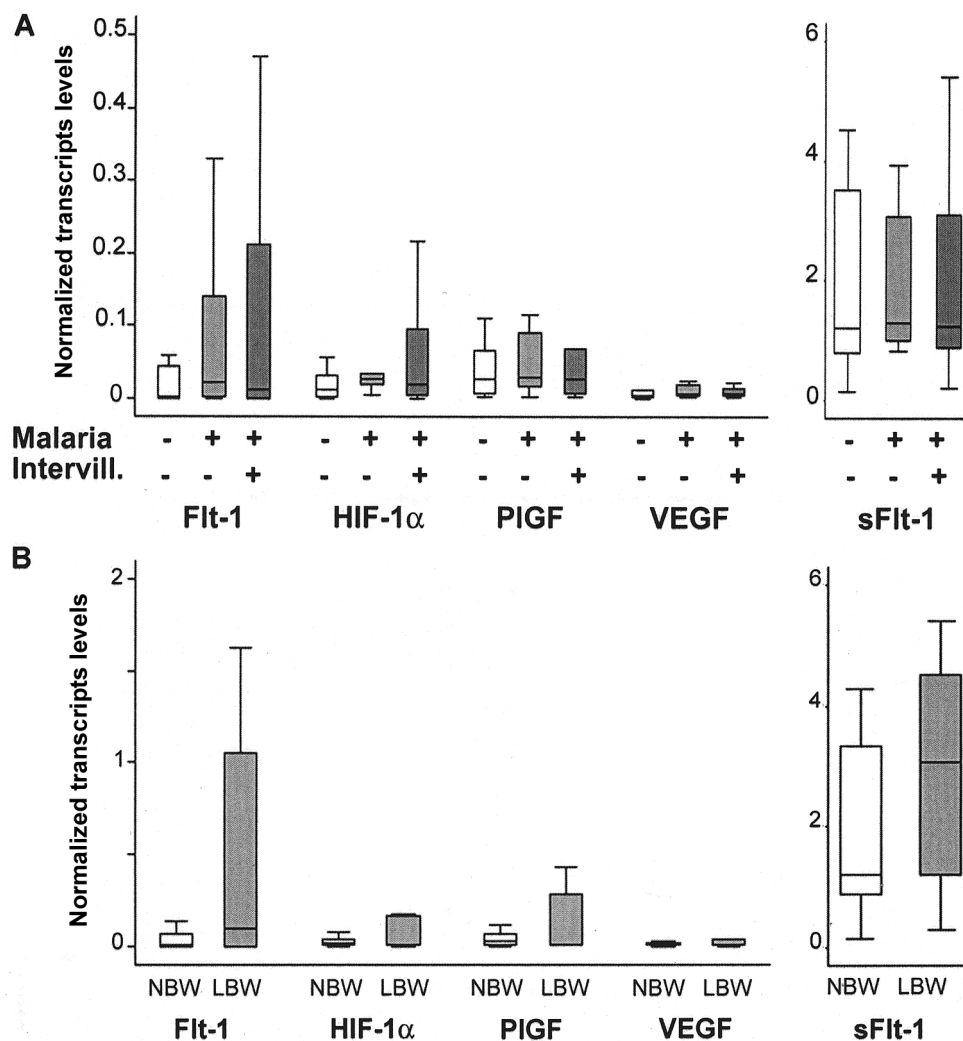 A
Normalized transcripts levels
0.5
0.4
0.3
0.2
0.1
0
6
4
2
0
Malaria - + + - + + - + + - + + - + +
Intervill. - - + - - + - - + - - + - - +
Flt-1 HIF-1α PlGF VEGF sFlt-1
B
Normalized transcripts levels
2
1
0
6
4
2
0
NBW LBW NBW LBW NBW LBW NBW LBW NBW LBW
Flt-1 HIF-1α PlGF VEGF sFlt-1